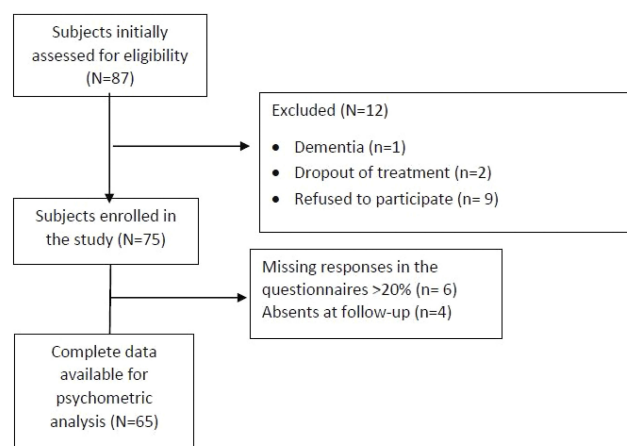 Subjects initially
assessed for eligibility
(N=87)
Excluded (N=12)
• Dementia (n=1)
• Dropout of treatment (n=2)
• Refused to participate (n= 9)
Subjects enrolled in
the study (N=75)
Missing responses in the
questionnaires >20% (n= 6)
Absents at follow-up (n=4)
Complete data
available for
psychometric
analysis (N=65)